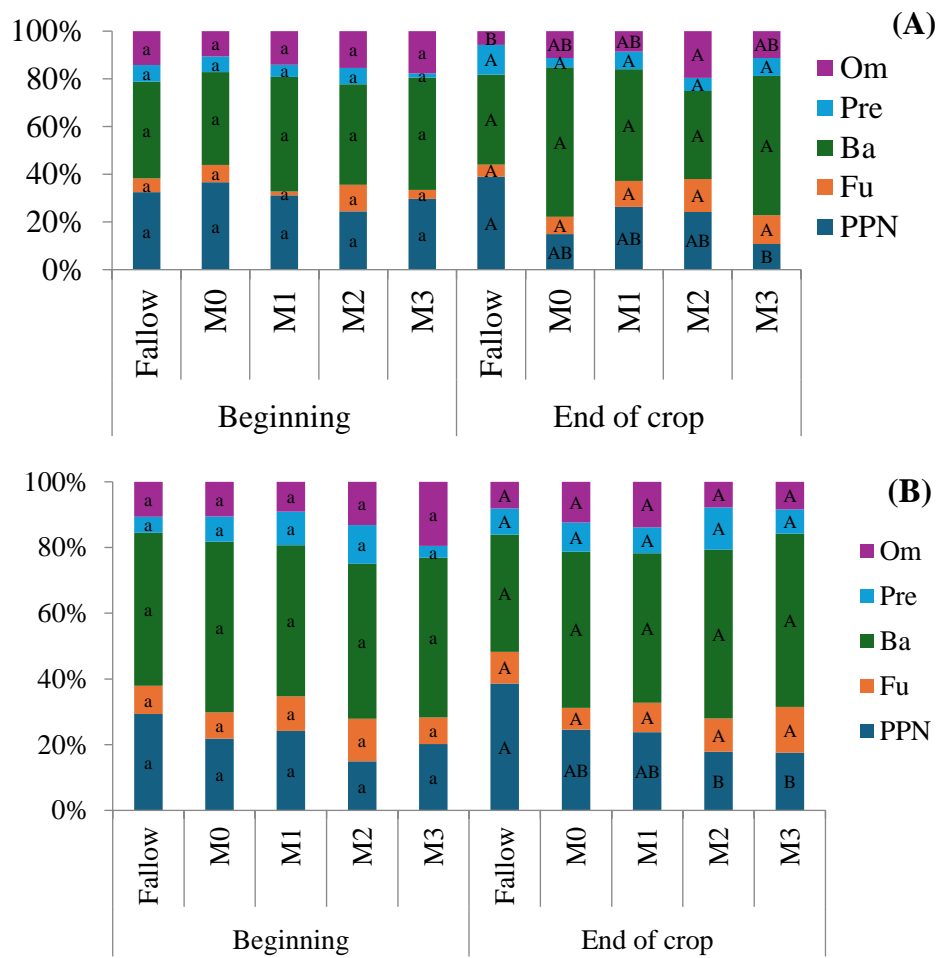 (A)
100%
80%
60%
40%
20%
0%
a a a a a B AB AB A AB
a a a a a A A A A A
a a a a a A A A A A
a a a a a A A A A A
a a a a a A AB AB AB B
Om
Pre
Ba
Fu
PPN
Fallow M0 M1 M2 M3 Fallow M0 M1 M2 M3
Beginning End of crop
(B)
100%
80%
60%
40%
20%
0%
a a a a a A A A A A
a a a a a A A A A A
a a a a a A A A A A
a a a a a A A A A A
a a a a a A AB AB B B
Om
Pre
Ba
Fu
PPN
Fallow M0 M1 M2 M3 Fallow M0 M1 M2 M3
Beginning End of crop